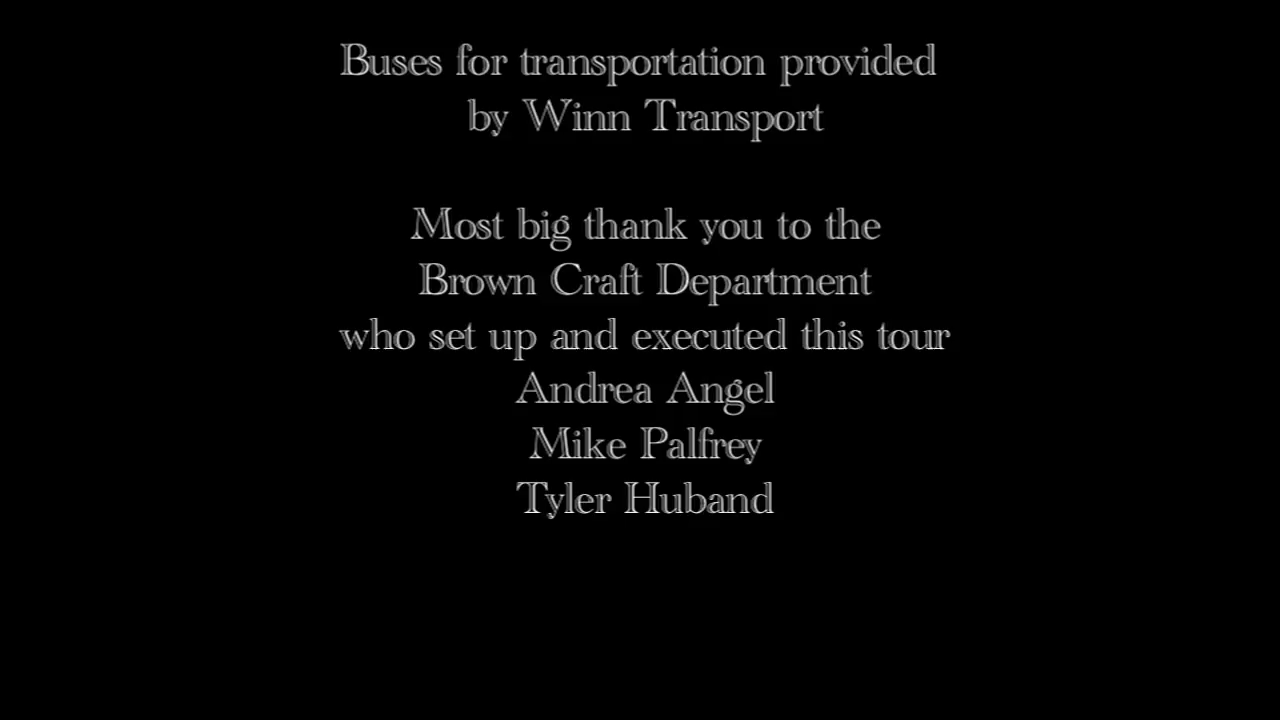 Buses for transportation provided
by Winn Transport
Most big thank you to the
Brown Craft Department
who set up and executed this tour
Andrea Angel
Mike Palfrey
Tyler Huband